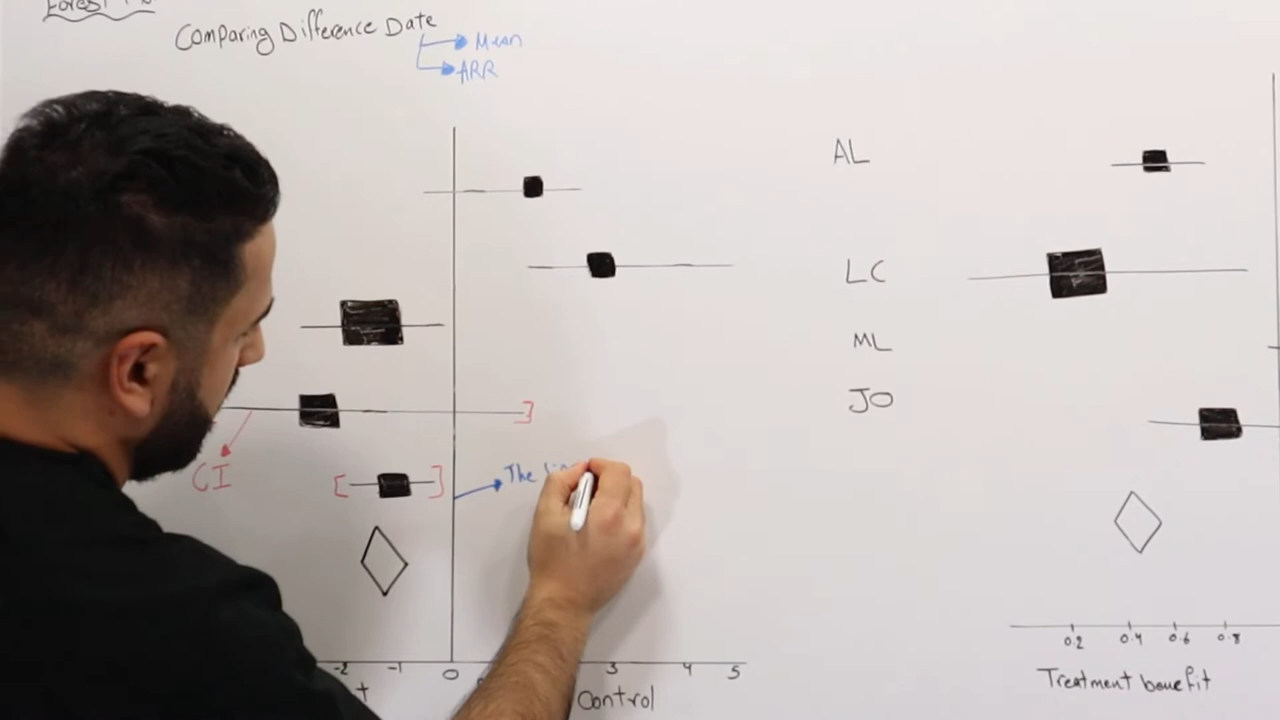 Forest
Comparing Difference Date
Mean
ARR
AL
LC
ML
JO
CI
[ ]
]
The
-2 -1 0 3 4 5
t Control
0.2 0.4 0.6 0.8
Treatment benefit